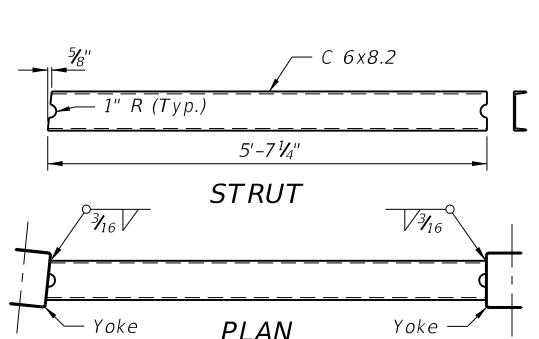 5/8"
C 6x8.2
1" R (Typ.)
5'-7 1/4"
STRUT
3/16
3/16
Yoke
Yoke
PLAN